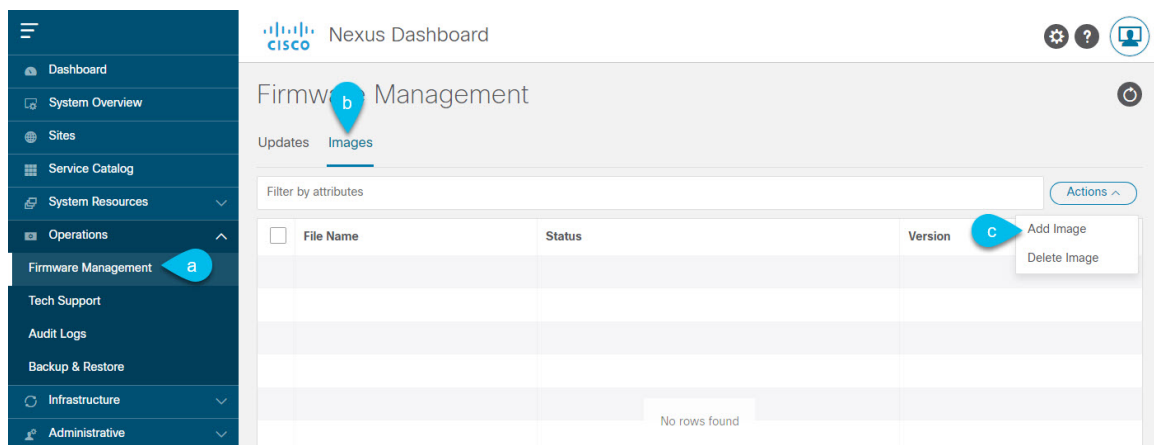 CISCO Nexus Dashboard
Dashboard
System Overview
Sites
Service Catalog
System Resources
Operations
Firmware Management a
Tech Support
Audit Logs
Backup & Restore
Infrastructure
Administrative
?
Firmware Management
b
Updates Images
Filter by attributes Actions
File Name Status Version
c Add Image
Delete Image
No rows found